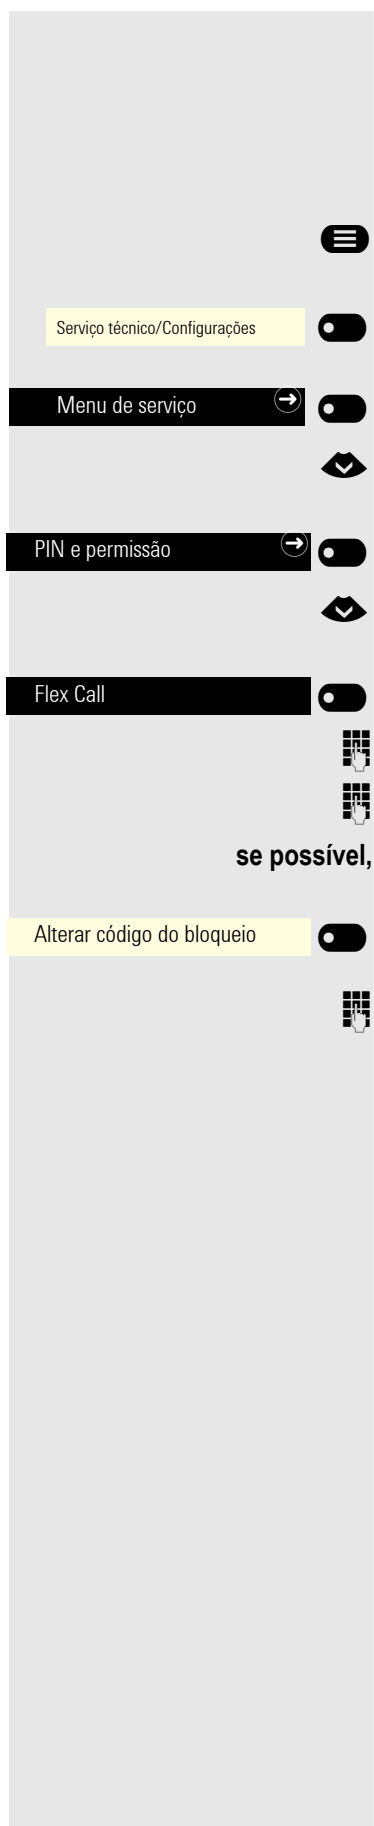 Serviço técnico/Configurações
Menu de serviço
PIN e permissão
Flex Call
se possível,
Alterar código do bloqueio